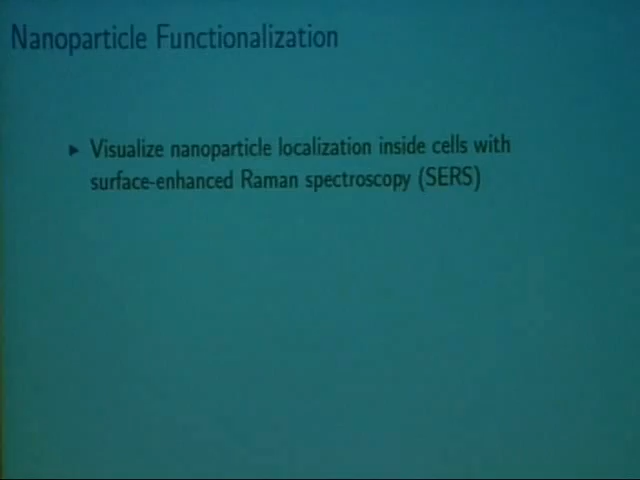 Nanoparticle Functionalization
▶ Visualize nanoparticle localization inside cells with
surface-enhanced Raman spectroscopy (SERS)